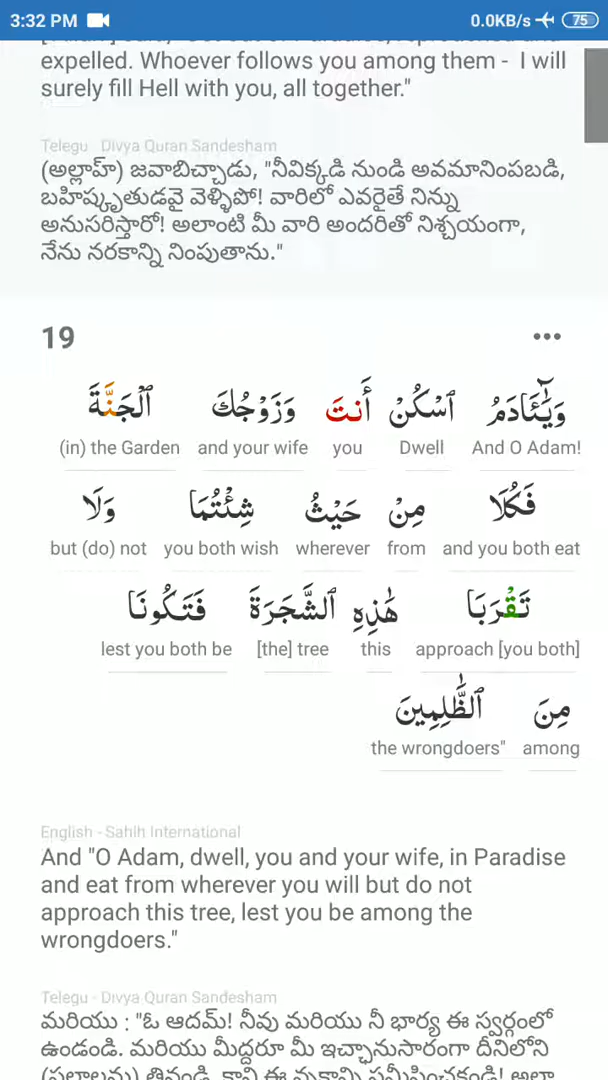 3:32 PM 0.0KB/s 75
expelled. Whoever follows you among them - I will
surely fill Hell with you, all together."
Telegu - Divya Quran Sandesham
(అల్లాహ్) జవాబిచ్చాడు, "నీవిక్కడి నుండి అవమానింపబడి,
బహిష్కృతుడవై వెళ్ళిపో! వారిలో ఎవరైతే నిన్ను
అనుసరిస్తారో! అలాంటి మీ వారి అందరితో నిశ్చయంగా,
నేను నరకాన్ని నింపుతాను."
19
وَيَٰٓـَٔادَمُ ٱسْكُنْ أَنتَ وَزَوْجُكَ ٱلْجَنَّةَ
(in) the Garden and your wife you Dwell And O Adam!
فَكُلَا مِنْ حَيْثُ شِئْتُمَا وَلَا
but (do) not you both wish wherever from and you both eat
تَقْرَبَا هَٰذِهِ ٱلشَّجَرَةَ فَتَكُونَا
lest you both be [the] tree this approach [you both]
مِنَ ٱلظَّٰلِمِينَ
the wrongdoers" among
English - Sahih International
And "O Adam, dwell, you and your wife, in Paradise
and eat from wherever you will but do not
approach this tree, lest you be among the
wrongdoers."
Telegu - Divya Quran Sandesham
మరియు : "ఓ ఆదమ్! నీవు మరియు నీ భార్య ఈ స్వర్గంలో
ఉండండి. మరియు మీద్దరూ మీ ఇచ్ఛానుసారంగా దీనిలోని